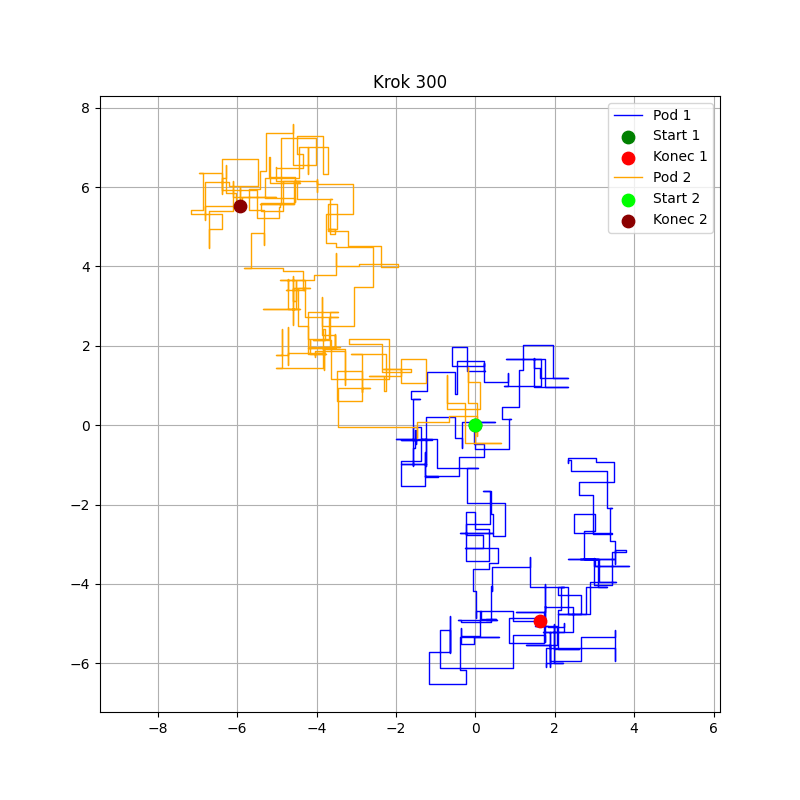 Krok 300
Pod 1
Start 1
Konec 1
Pod 2
Start 2
Konec 2
8
6
4
2
0
−2
−4
−6
−8 −6 −4 −2 0 2 4 6